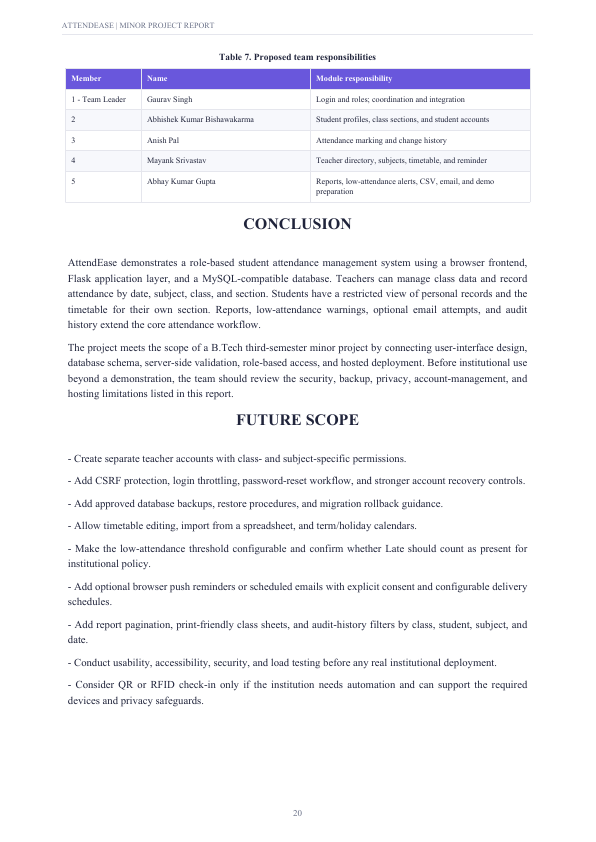 ATTENDEASE | MINOR PROJECT REPORT
Table 7. Proposed team responsibilities
Member Name Module responsibility
1 - Team Leader Gaurav Singh Login and roles; coordination and integration
2 Abhishek Kumar Bishawakarma Student profiles, class sections, and student accounts
3 Anish Pal Attendance marking and change history
4 Mayank Srivastav Teacher directory, subjects, timetable, and reminder
5 Abhay Kumar Gupta Reports, low-attendance alerts, CSV, email, and demo
preparation
CONCLUSION
AttendEase demonstrates a role-based student attendance management system using a browser frontend,
Flask application layer, and a MySQL-compatible database. Teachers can manage class data and record
attendance by date, subject, class, and section. Students have a restricted view of personal records and the
timetable for their own section. Reports, low-attendance warnings, optional email attempts, and audit
history extend the core attendance workflow.
The project meets the scope of a B.Tech third-semester minor project by connecting user-interface design,
database schema, server-side validation, role-based access, and hosted deployment. Before institutional use
beyond a demonstration, the team should review the security, backup, privacy, account-management, and
hosting limitations listed in this report.
FUTURE SCOPE
- Create separate teacher accounts with class- and subject-specific permissions.
- Add CSRF protection, login throttling, password-reset workflow, and stronger account recovery controls.
- Add approved database backups, restore procedures, and migration rollback guidance.
- Allow timetable editing, import from a spreadsheet, and term/holiday calendars.
- Make the low-attendance threshold configurable and confirm whether Late should count as present for
institutional policy.
- Add optional browser push reminders or scheduled emails with explicit consent and configurable delivery
schedules.
- Add report pagination, print-friendly class sheets, and audit-history filters by class, student, subject, and
date.
- Conduct usability, accessibility, security, and load testing before any real institutional deployment.
- Consider QR or RFID check-in only if the institution needs automation and can support the required
devices and privacy safeguards.
20